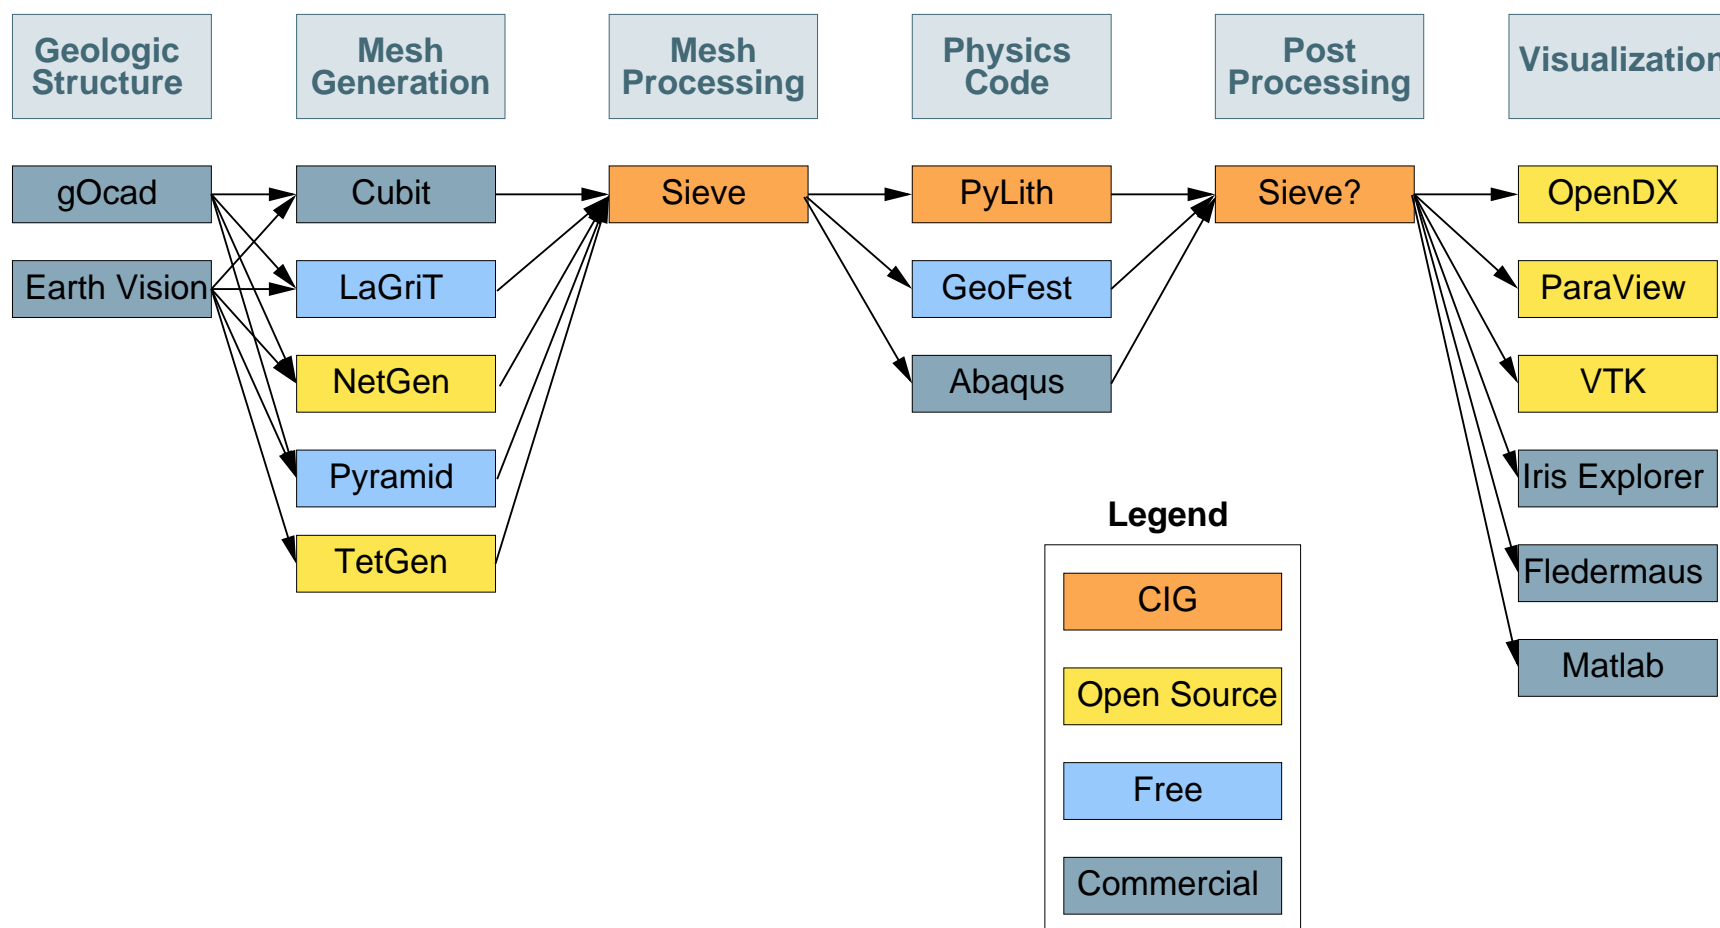 Geologic
Structure
Mesh
Generation
Mesh
Processing
Physics
Code
Post
Processing
Visualization
gOcad
Cubit
Sieve
PyLith
Sieve?
OpenDX
Earth Vision
LaGriT
GeoFest
ParaView
NetGen
Abaqus
VTK
Pyramid
Iris Explorer
Legend
TetGen
Fledermaus
CIG
Matlab
Open Source
Free
Commercial